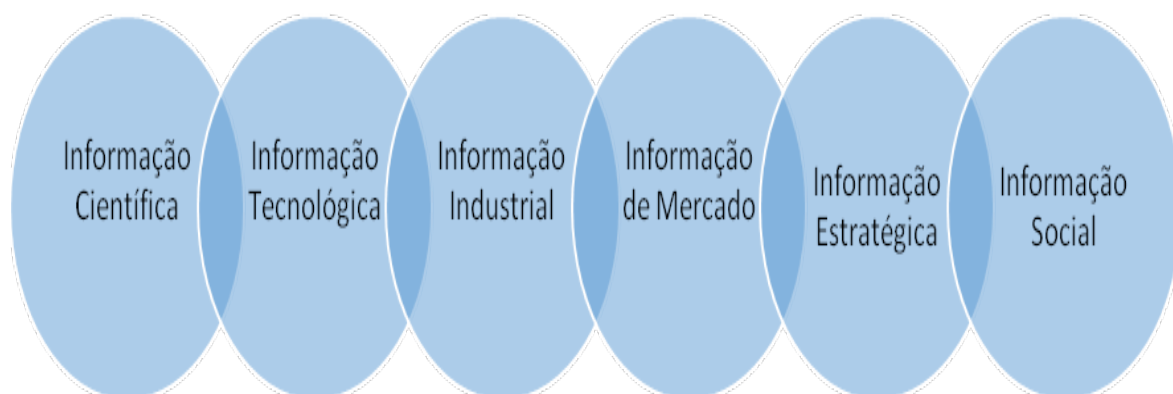 Informação
Científica
Informação
Tecnológica
Informação
Industrial
Informação
de Mercado
Informação
Estratégica
Informação
Social